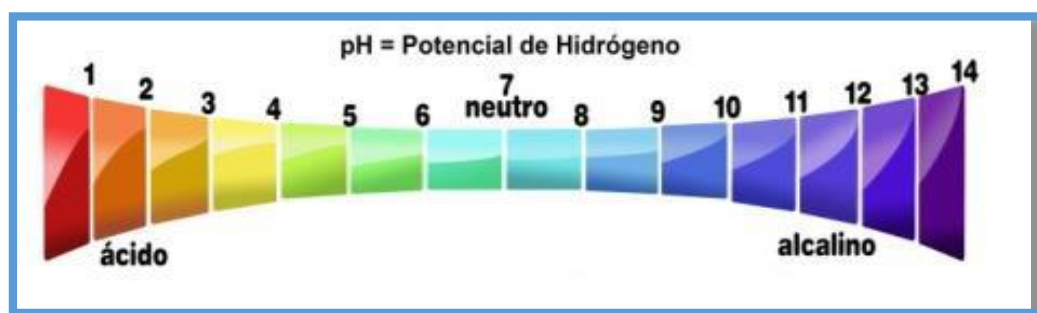 pH = Potencial de Hidrógeno
1 2 3 4 5 6 7 8 9 10 11 12 13 14
neutro
ácido
alcalino